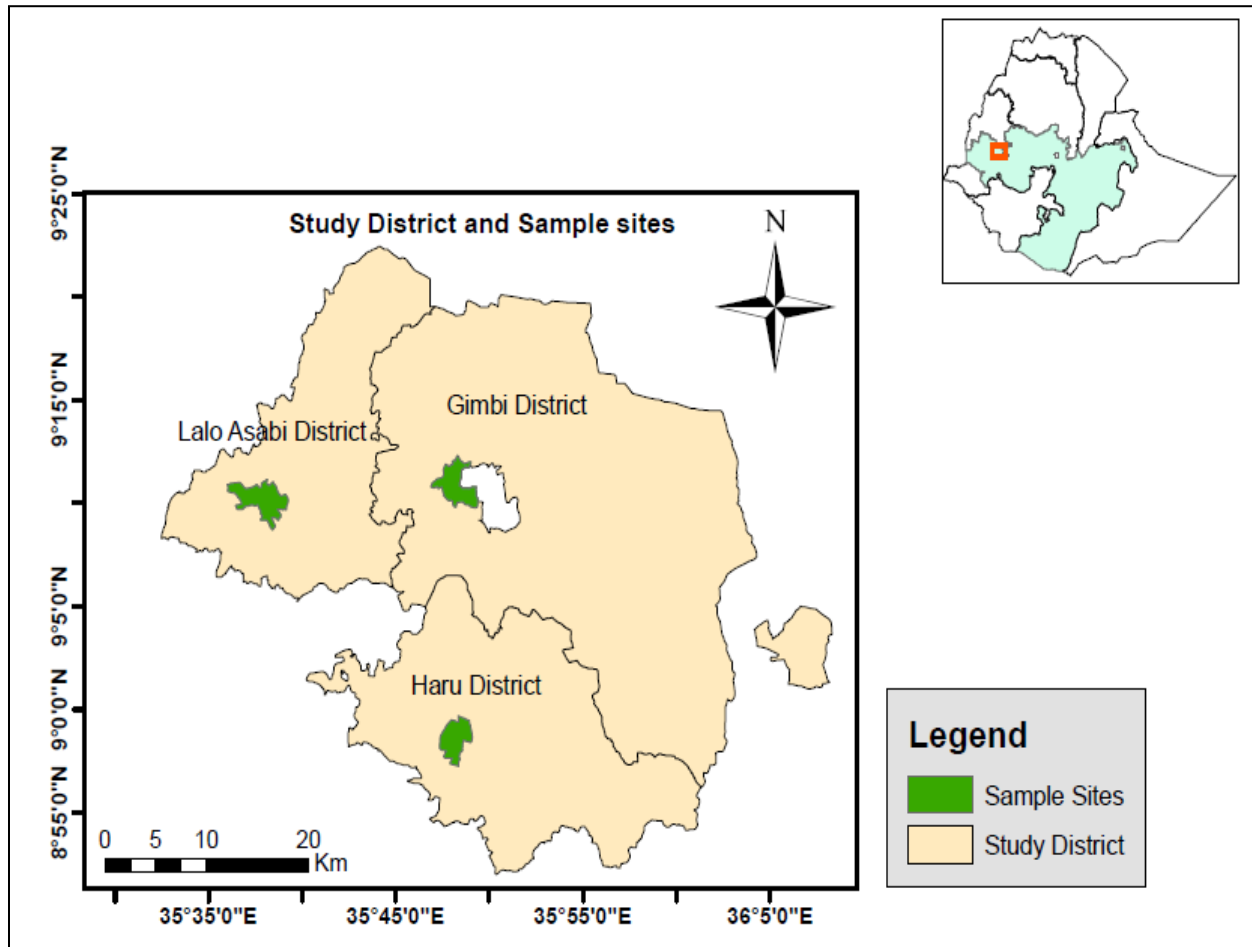 Study District and Sample sites
N
9°25'0"N
9°15'0"N
9°5'0"N
9°0'0"N
8°55'0"N
Gimbi District
Lalo Asabi District
Haru District
0 5 10 20
Km
35°35'0"E 35°45'0"E 35°55'0"E 36°5'0"E
Legend
Sample Sites
Study District